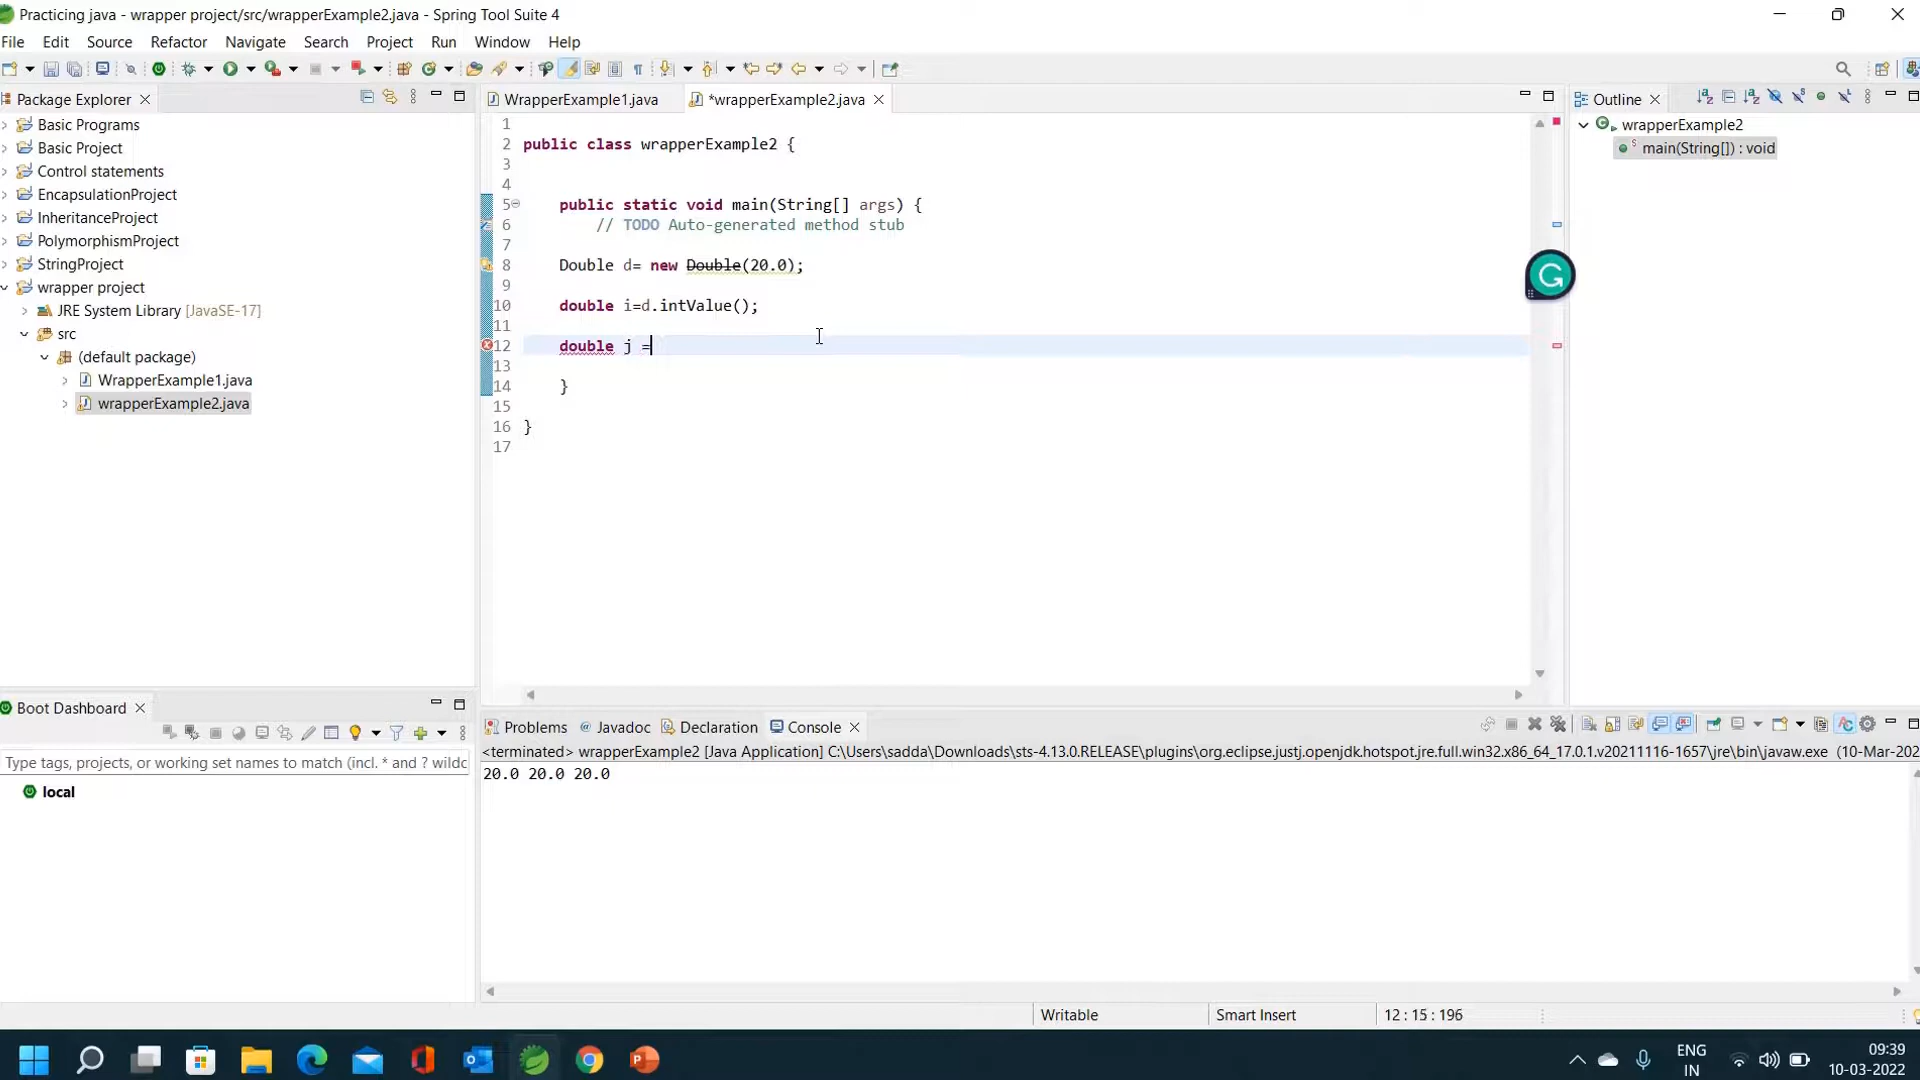 Practicing java - wrapper project/src/wrapperExample2.java - Spring Tool Suite 4
File Edit Source Refactor Navigate Search Project Run Window Help
Package Explorer
Basic Programs
Basic Project
Control statements
EncapsulationProject
InheritanceProject
PolymorphismProject
StringProject
wrapper project
JRE System Library [JavaSE-17]
src
(default package)
WrapperExample1.java
wrapperExample2.java
WrapperExample1.java *wrapperExample2.java
1
2 public class wrapperExample2 {
3
4
5 public static void main(String[] args) {
6 // TODO Auto-generated method stub
7
8 Double d= new Double(20.0);
9
10 double i=d.intValue();
11
12 double j =
13
14 }
15
16 }
17
Outline
wrapperExample2
main(String[]) : void
Boot Dashboard
Type tags, projects, or working set names to match (incl. * and ? wildc
local
Problems Javadoc Declaration Console
<terminated> wrapperExample2 [Java Application] C:\Users\sadda\Downloads\sts-4.13.0.RELEASE\plugins\org.eclipse.justj.openjdk.hotspot.jre.full.win32.x86_64_17.0.1.v20211116-1657\jre\bin\javaw.exe (10-Mar-202
20.0 20.0 20.0
Writable Smart Insert 12 : 15 : 196
ENG
IN
09:39
10-03-2022